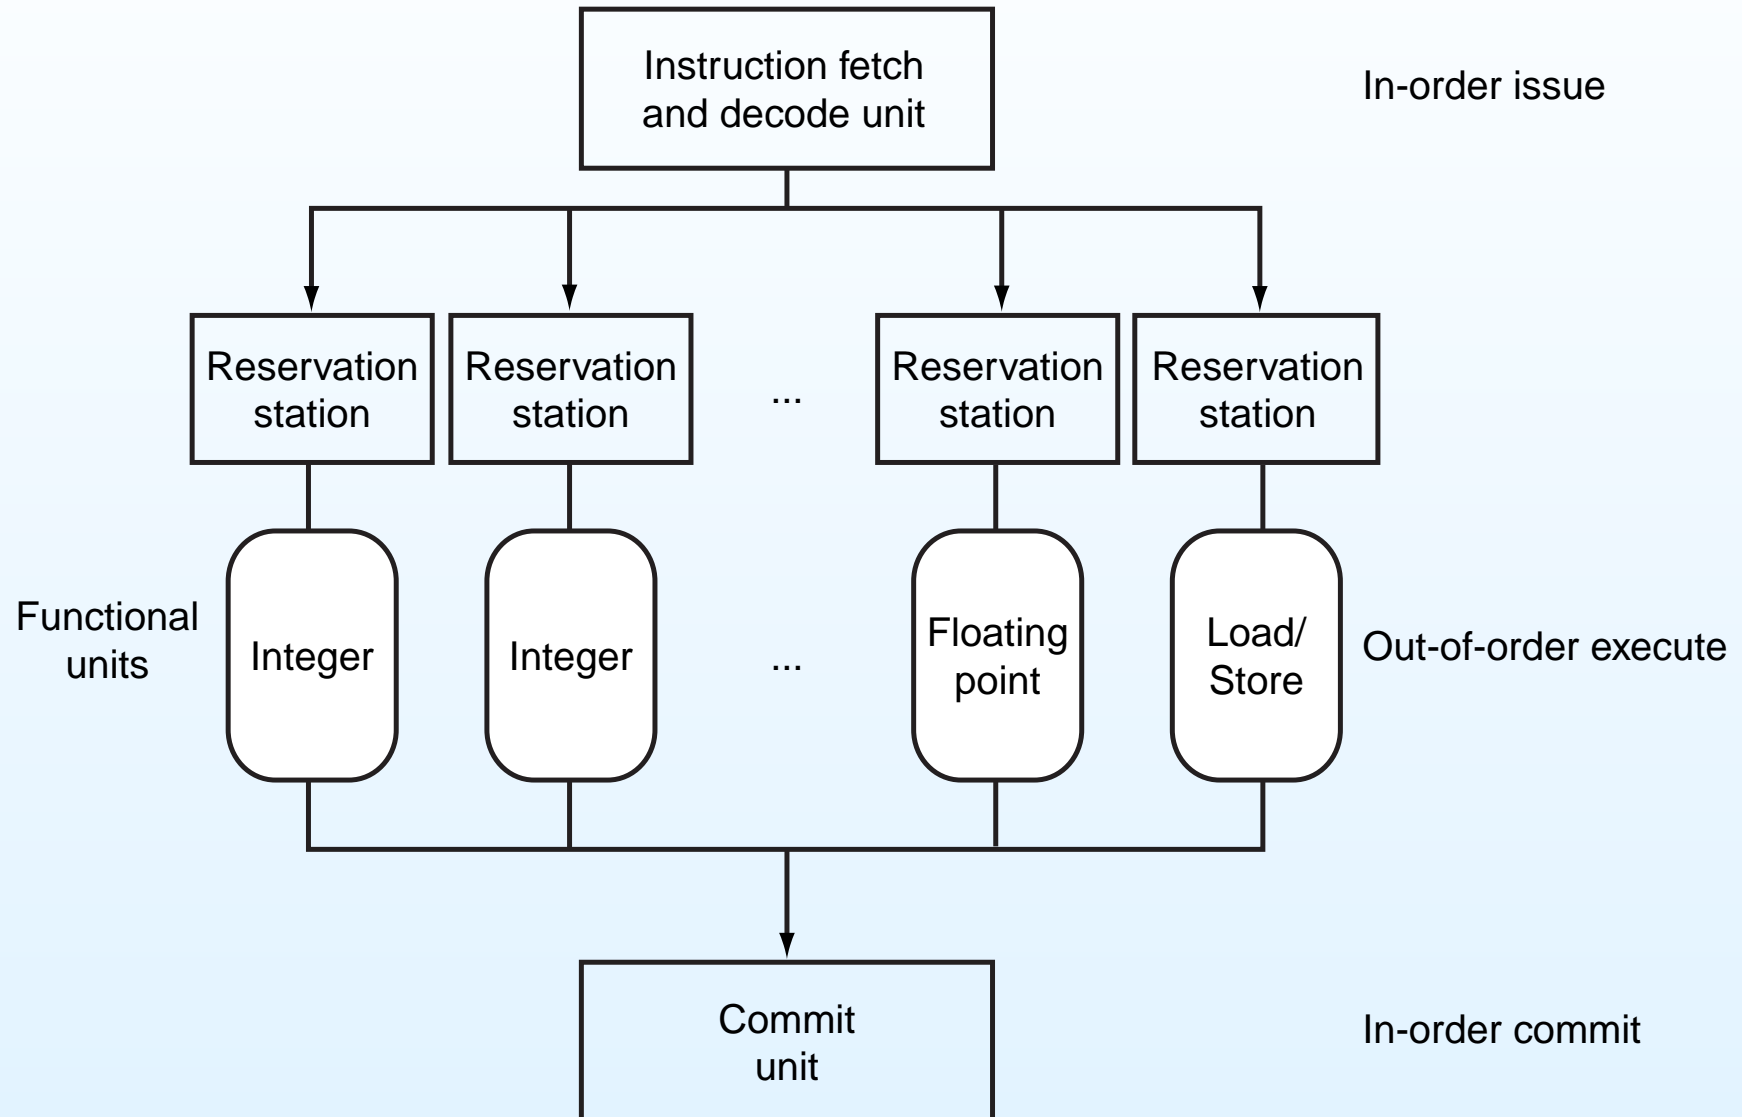 Instruction fetch
and decode unit
In-order issue
Reservation
station
Reservation
station
...
Reservation
station
Reservation
station
Functional
units
Integer
Integer
...
Floating
point
Load/
Store
Out-of-order execute
Commit
unit
In-order commit